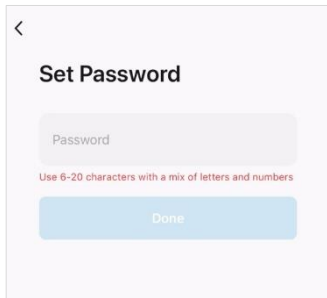 Set Password
Password
Use 6-20 characters with a mix of letters and numbers
Done